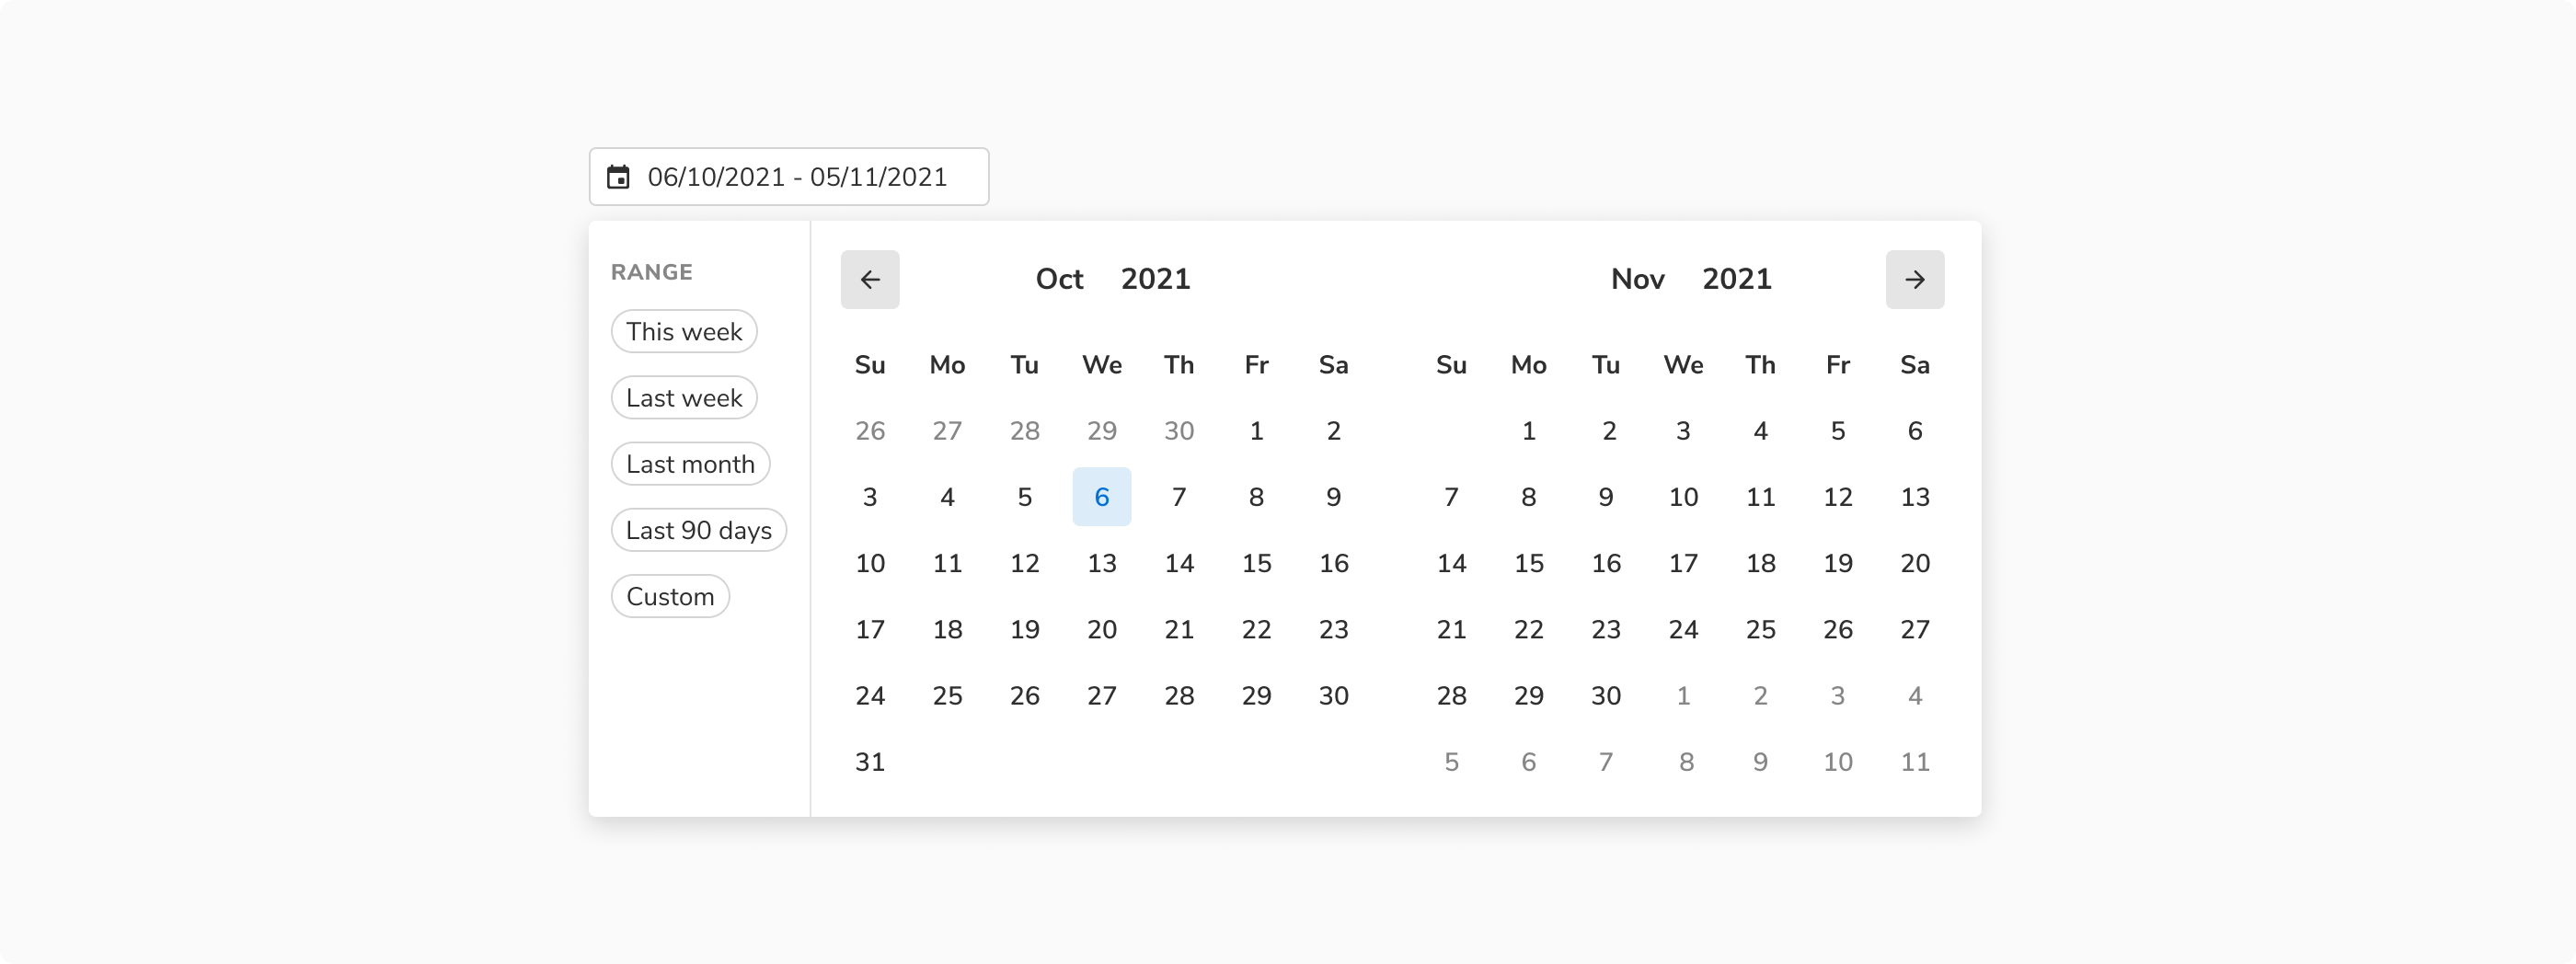 06/10/2021 - 05/11/2021
RANGE
This week
Last week
Last month
Last 90 days
Custom
Oct 2021
Su Mo Tu We Th Fr Sa
26 27 28 29 30 1 2
3 4 5 6 7 8 9
10 11 12 13 14 15 16
17 18 19 20 21 22 23
24 25 26 27 28 29 30
31
Nov 2021
Su Mo Tu We Th Fr Sa
1 2 3 4 5 6
7 8 9 10 11 12 13
14 15 16 17 18 19 20
21 22 23 24 25 26 27
28 29 30 1 2 3 4
5 6 7 8 9 10 11